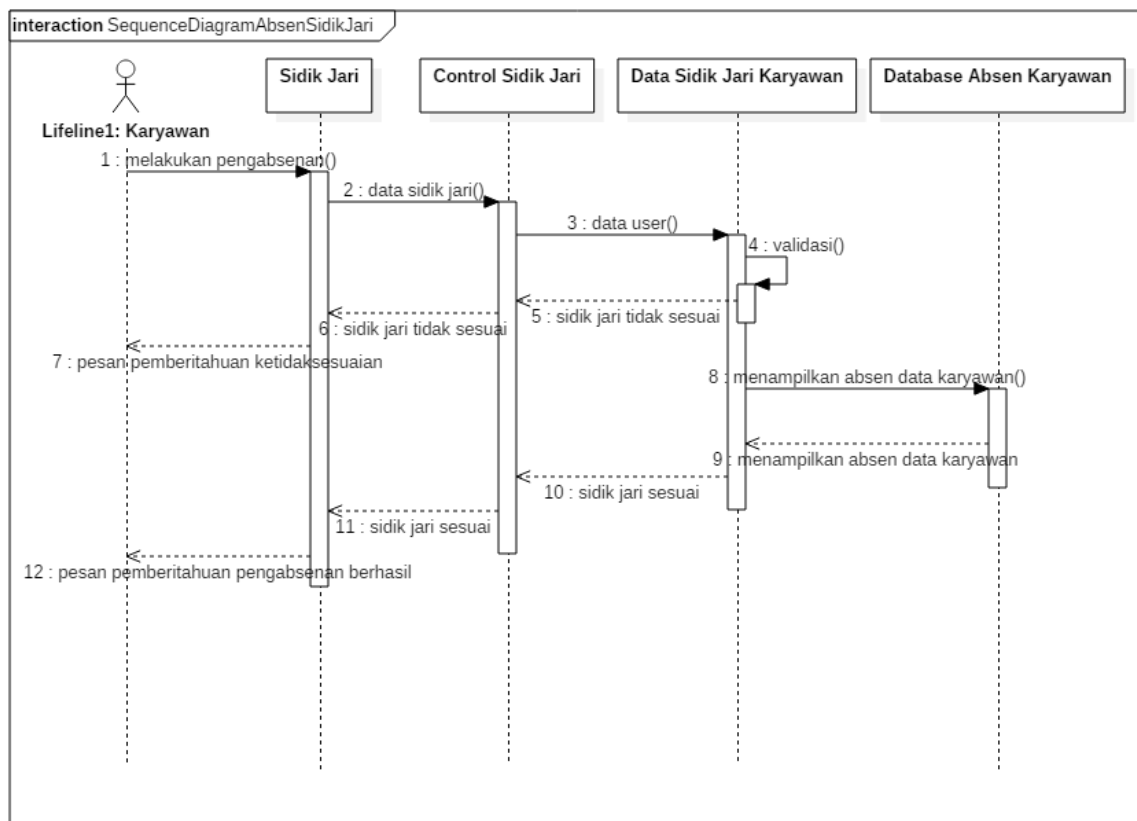 interaction SequenceDiagramAbsenSidikJari
Sidik Jari
Control Sidik Jari
Data Sidik Jari Karyawan
Database Absen Karyawan
Lifeline1: Karyawan
1 : melakukan pengabsenan()
2 : data sidik jari()
3 : data user()
4 : validasi()
5 : sidik jari tidak sesuai
6 : sidik jari tidak sesuai
7 : pesan pemberitahuan ketidaksesuaian
8 : menampilkan absen data karyawan()
9 : menampilkan absen data karyawan
10 : sidik jari sesuai
11 : sidik jari sesuai
12 : pesan pemberitahuan pengabsenan berhasil